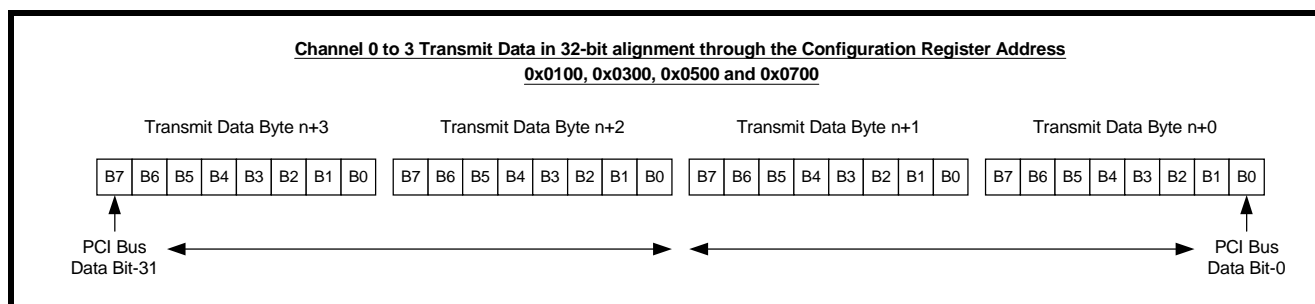 Channel 0 to 3 Transmit Data in 32-bit alignment through the Configuration Register Address
0x0100, 0x0300, 0x0500 and 0x0700
Transmit Data Byte n+3 Transmit Data Byte n+2 Transmit Data Byte n+1 Transmit Data Byte n+0
B7 B6 B5 B4 B3 B2 B1 B0 B7 B6 B5 B4 B3 B2 B1 B0 B7 B6 B5 B4 B3 B2 B1 B0 B7 B6 B5 B4 B3 B2 B1 B0
PCI Bus PCI Bus
Data Bit-31 Data Bit-0